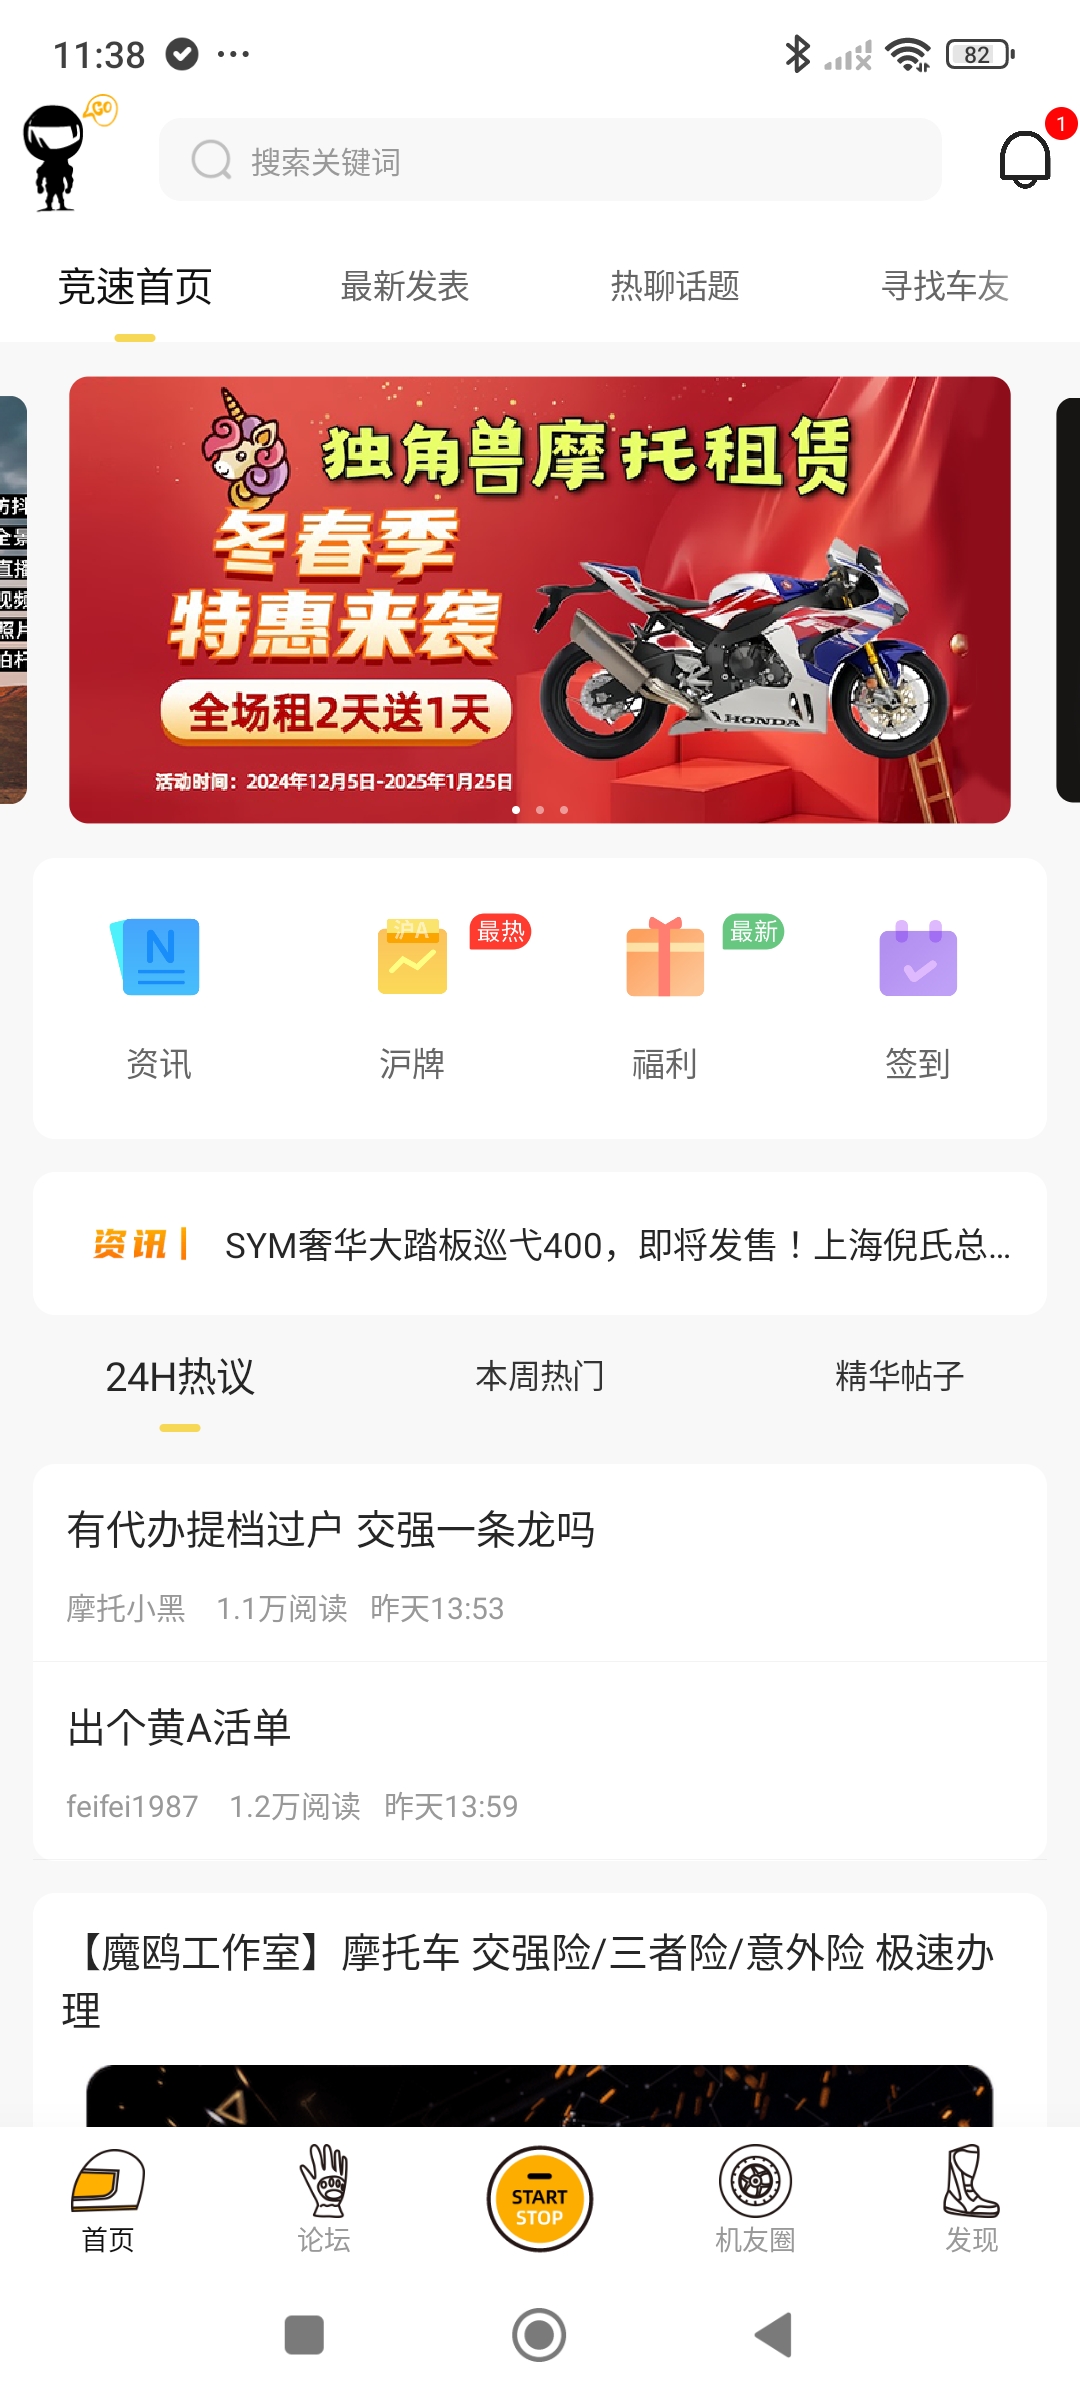 11:38
82
GO
搜索关键词
1
竞速首页
最新发表
热聊话题
寻找车友
独角兽摩托租赁
冬春季
特惠来袭
全场租2天送1天
活动时间：2024年12月5日-2025年1月25日
HONDA
防抖
全景
直播
视频
照片
N
资讯
沪A
最热
沪牌
最新
福利
签到
资讯
SYM奢华大踏板巡弋400，即将发售！上海倪氏总...
24H热议
本周热门
精华帖子
有代办提档过户 交强一条龙吗
摩托小黑 1.1万阅读 昨天13:53
出个黄A活单
feifei1987 1.2万阅读 昨天13:59
【魔鸥工作室】摩托车 交强险/三者险/意外险 极速办
理
首页
论坛
START
STOP
机友圈
发现